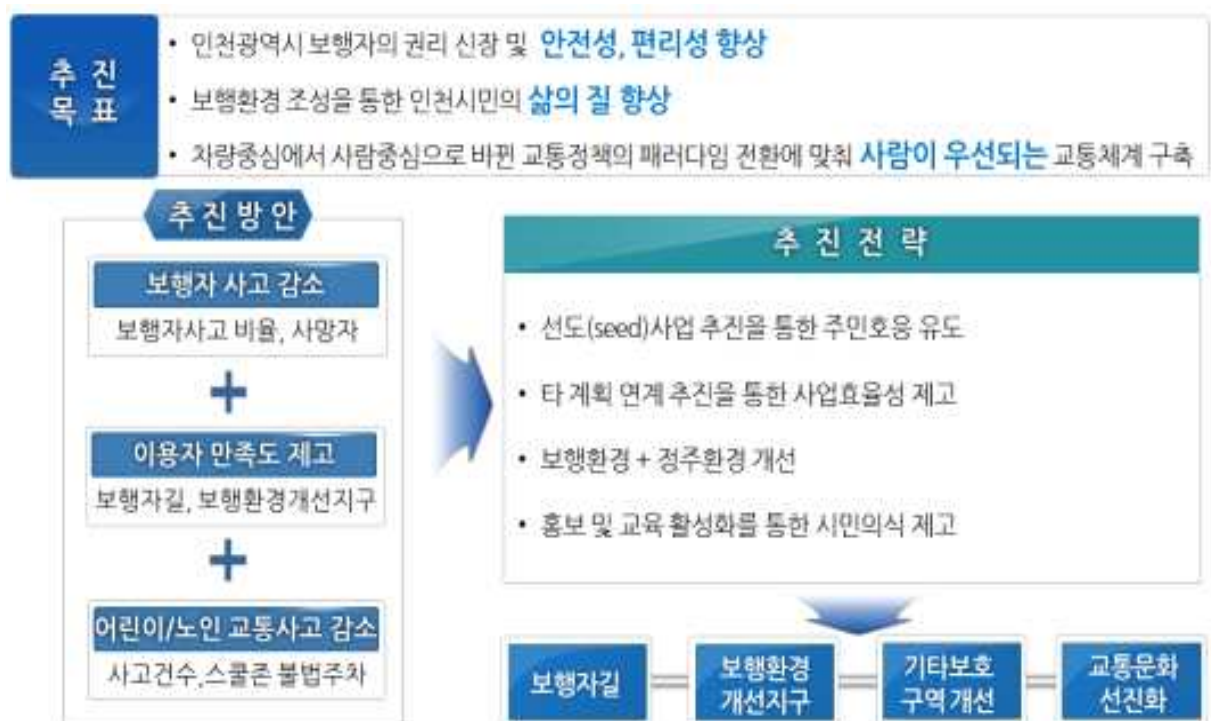 추 진
목 표
• 인천광역시 보행자의 권리 신장 및 안전성, 편리성 향상
• 보행환경 조성을 통한 인천시민의 삶의 질 향상
• 차량중심에서 사람중심으로 바뀐 교통정책의 패러다임 전환에 맞춰 사람이 우선되는 교통체계 구축
추 진 방 안
보행자 사고 감소
보행자사고 비율, 사망자
+
이용자 만족도 제고
보행자길, 보행환경개선지구
+
어린이/노인 교통사고 감소
사고건수,스쿨존 불법주차
추 진 전 략
• 선도(seed)사업 추진을 통한 주민호응 유도
• 타 계획 연계 추진을 통한 사업효율성 제고
• 보행환경 + 정주환경 개선
• 홍보 및 교육 활성화를 통한 시민의식 제고
보행자길
보행환경
개선지구
기타보호
구역개선
교통문화
선진화